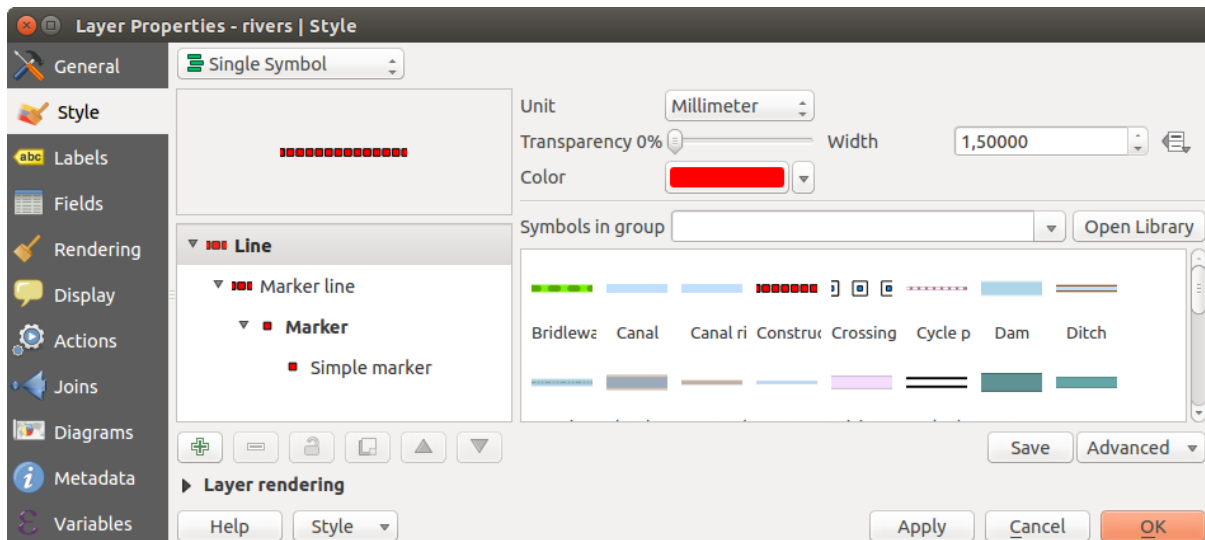 Layer Properties - rivers | Style
General
Style
abc Labels
Fields
Rendering
Display
Actions
Joins
Diagrams
Metadata
Variables
Single Symbol
Unit Millimeter
Transparency 0% Width 1,50000
Color
Symbols in group Open Library
Line
Marker line
Marker
Simple marker
Bridlewa Canal Canal ri Construc Crossing Cycle p Dam Ditch
Save Advanced
Layer rendering
Help Style Apply Cancel OK